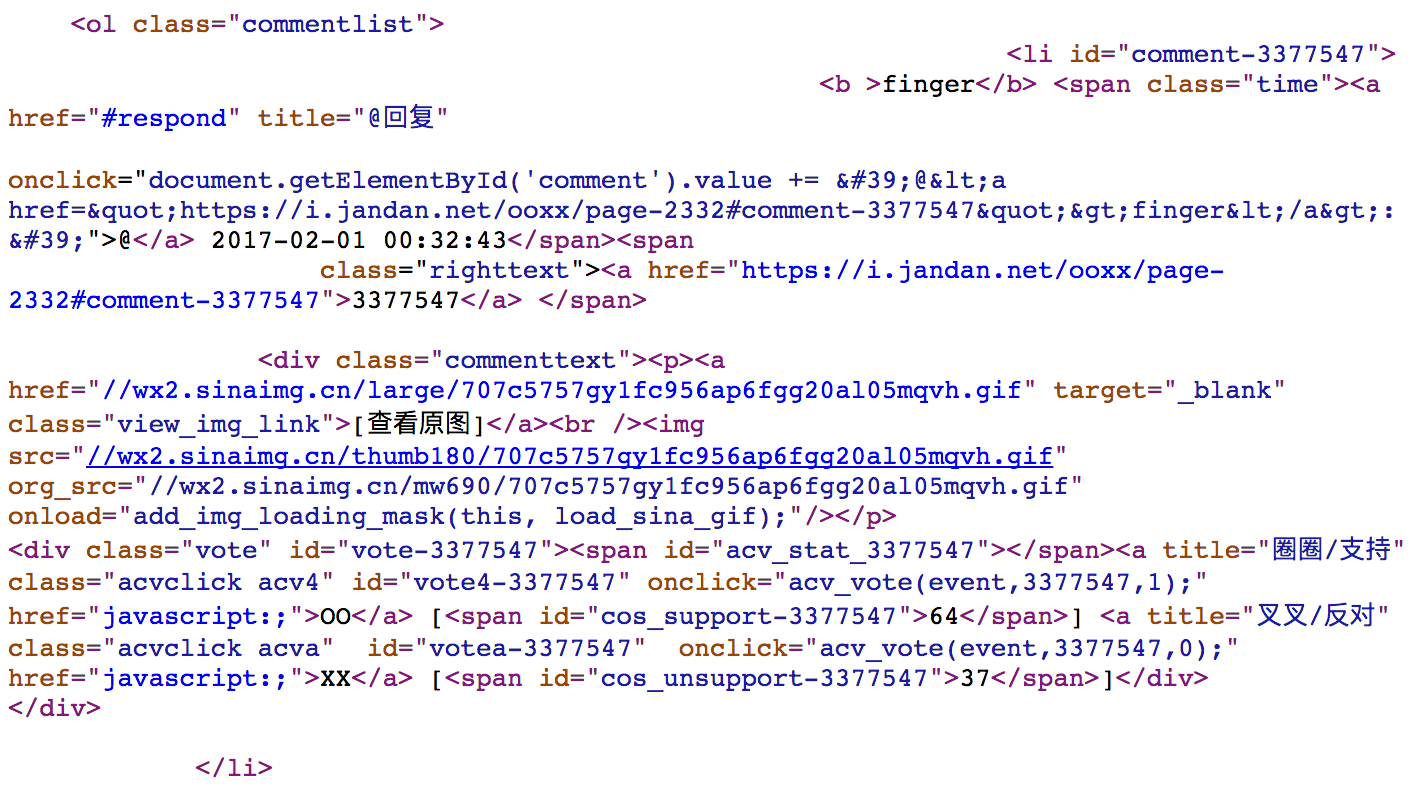 <ol class="commentlist">
<li id="comment-3377547">
<b >finger</b> <span class="time"><a
href="#respond" title="@回复"
onclick="document.getElementById('comment').value += &#39;@&lt;a
href=&quot;https://i.jandan.net/ooxx/page-2332#comment-3377547&quot;&gt;finger&lt;/a&gt;:
&#39;">@</a> 2017-02-01 00:32:43</span><span
class="righttext"><a href="https://i.jandan.net/ooxx/page-
2332#comment-3377547">3377547</a> </span>
<div class="commenttext"><p><a
href="//wx2.sinaimg.cn/large/707c5757gy1fc956ap6fgg20al05mqvh.gif" target="_blank"
class="view_img_link">[查看原图]</a><br /><img
src="//wx2.sinaimg.cn/thumb180/707c5757gy1fc956ap6fgg20al05mqvh.gif"
org_src="//wx2.sinaimg.cn/mw690/707c5757gy1fc956ap6fgg20al05mqvh.gif"
onload="add_img_loading_mask(this, load_sina_gif);"/></p>
<div class="vote" id="vote-3377547"><span id="acv_stat_3377547"></span><a title="圈圈/支持"
class="acvclick acv4" id="vote4-3377547" onclick="acv_vote(event,3377547,1);"
href="javascript:;">OO</a> [<span id="cos_support-3377547">64</span>] <a title="叉叉/反对"
class="acvclick acva"  id="votea-3377547"  onclick="acv_vote(event,3377547,0);"
href="javascript:;">XX</a> [<span id="cos_unsupport-3377547">37</span>]</div>
</div>
</li>